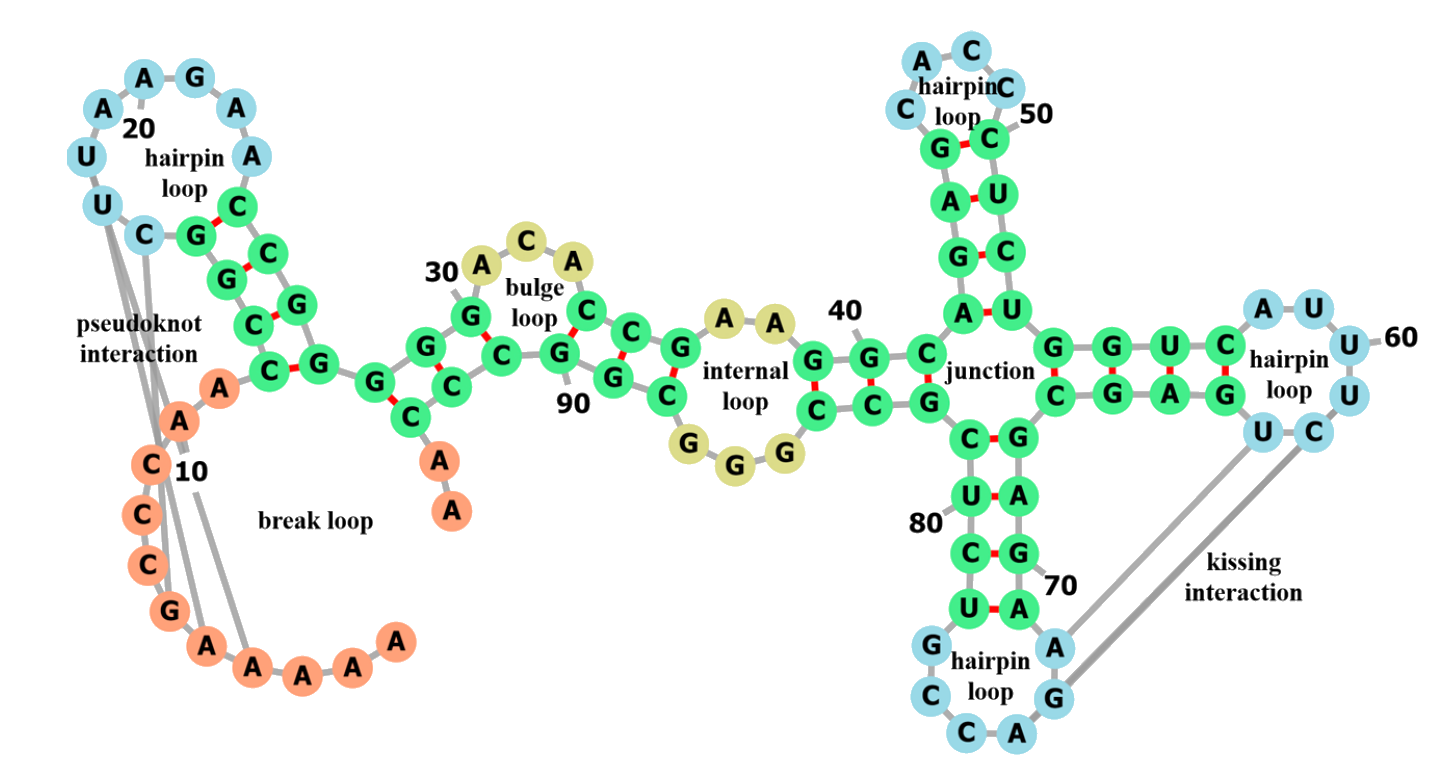 A A A A A G C C C A A
10
C C G G
C U U A A G A A
20
hairpin
loop
C C G G
pseudoknot
interaction
break loop
G G G
30
A C A
bulge
loop
C C G
A A
internal
loop
G G C
40
A G A G
C A C C
hairpin
loop
C U C U
50
junction
G G U C
A U U U C U
60
hairpin
loop
G A G C
G A G A
70
A G A C C G
hairpin
loop
kissing
interaction
U C U C
80
G C C
G G G
C G G
90
C C C
A A